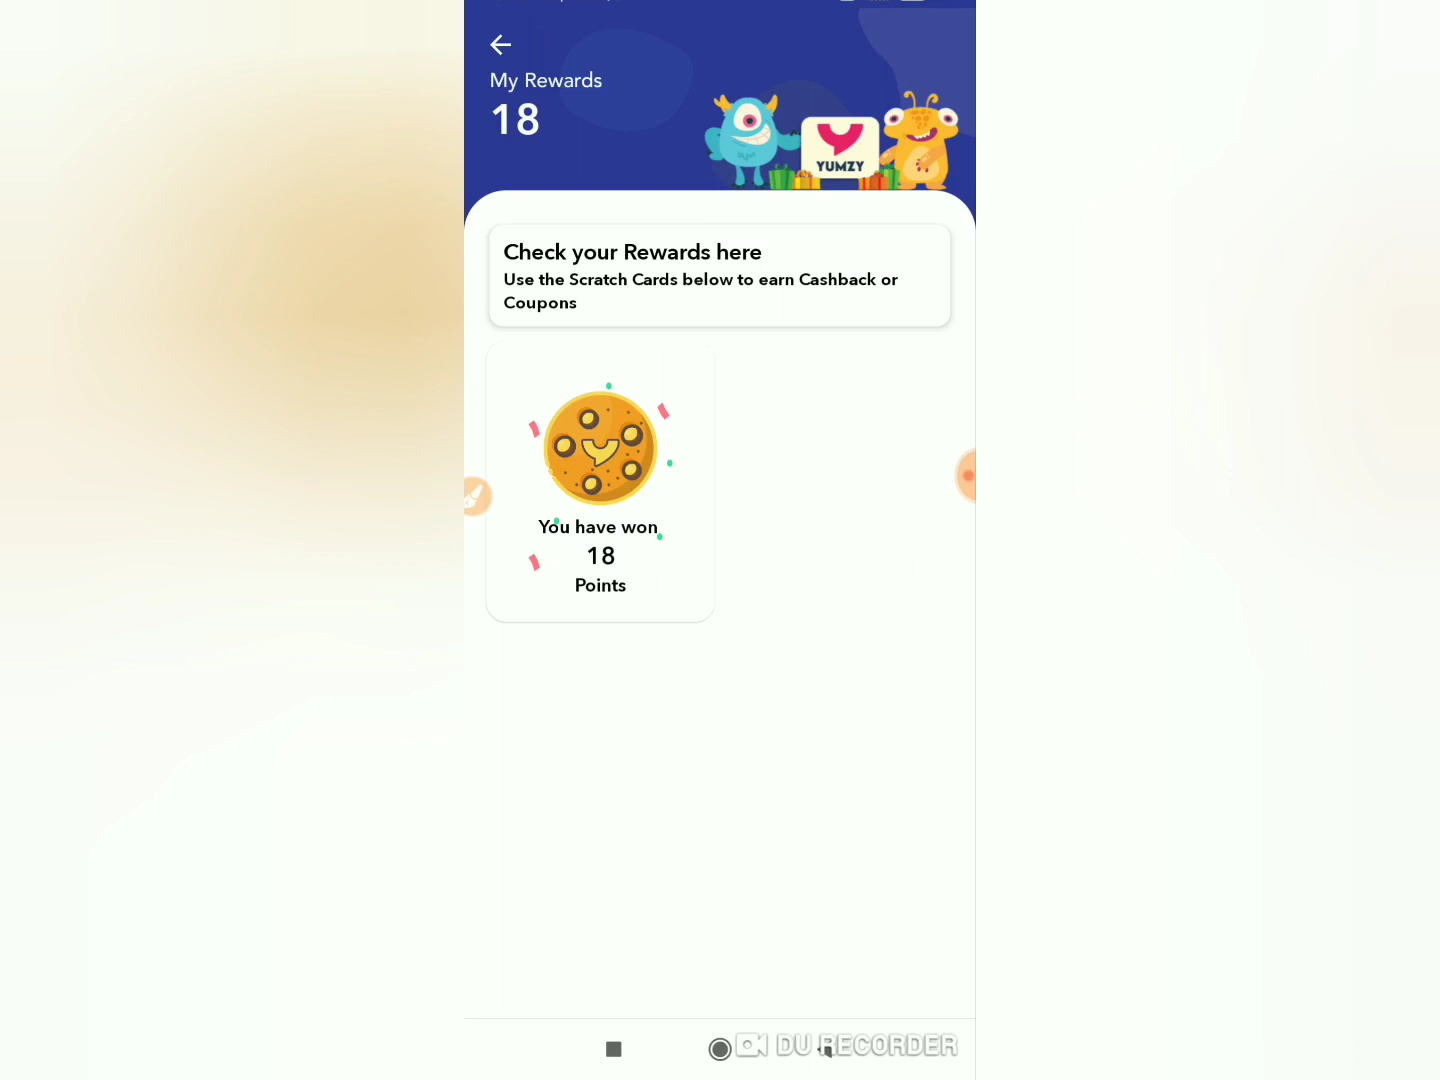 My Rewards
18
YUMZY
Check your Rewards here
Use the Scratch Cards below to earn Cashback or
Coupons
You have won
18
Points
DU RECORDER